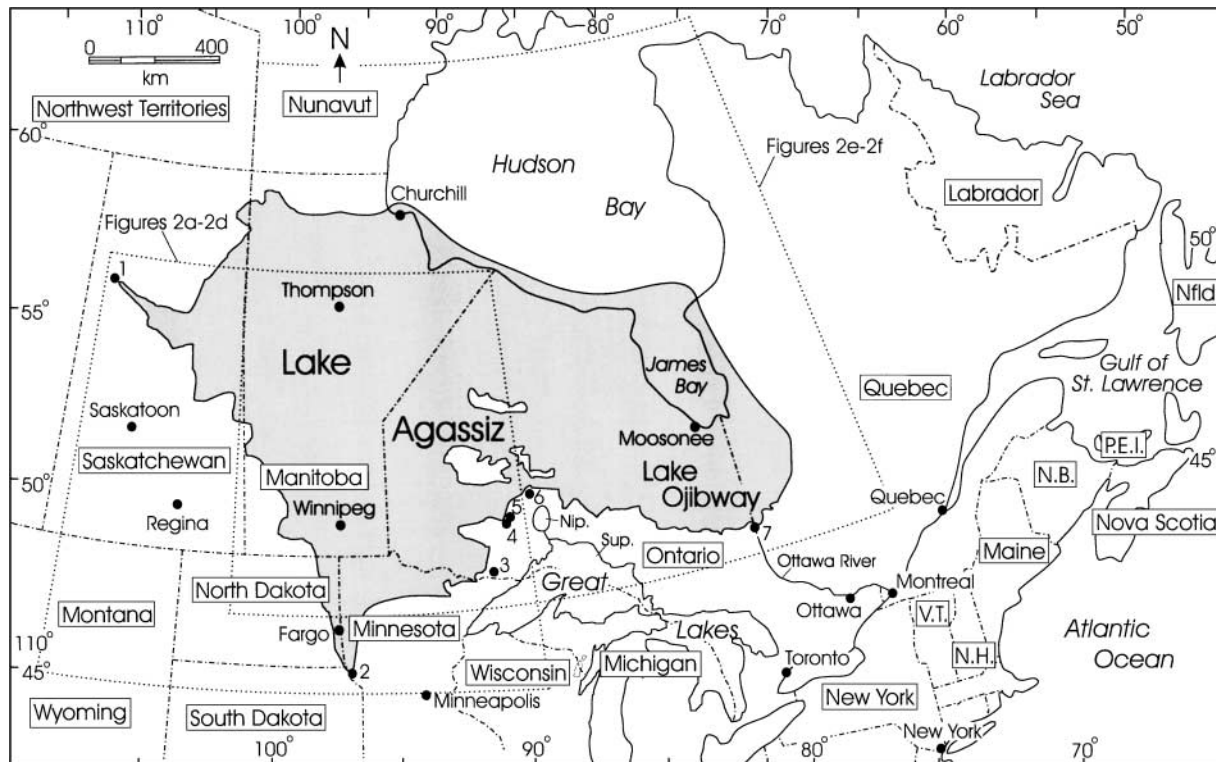 110° 100° 90° 80° 70° 60° 50°
0 400
km
N
Northwest Territories
Nunavut
Labrador
Sea
60°
Hudson
Bay
Figures 2e-2f
Churchill
Labrador
Figures 2a-2d
50°
1
Thompson
Nfld
55°
Lake
James
Bay
Gulf of
St. Lawrence
Quebec
Saskatoon
Agassiz
Moosonee
P.E.I.
45°
Saskatchewan
Manitoba
Lake
Ojibway
N.B.
50°
Winnipeg
6
Quebec
Regina
5
4
Nip.
7
Nova Scotia
Sup.
Ontario
Maine
3
Ottawa River
North Dakota
Great
Montreal
Montana
Ottawa
V.T.
Fargo
Minnesota
Lakes
Atlantic
Ocean
110°
45°
2
Wisconsin
Michigan
Toronto
N.H.
Minneapolis
New York
Wyoming
South Dakota
New York
100° 90° 80° 70°